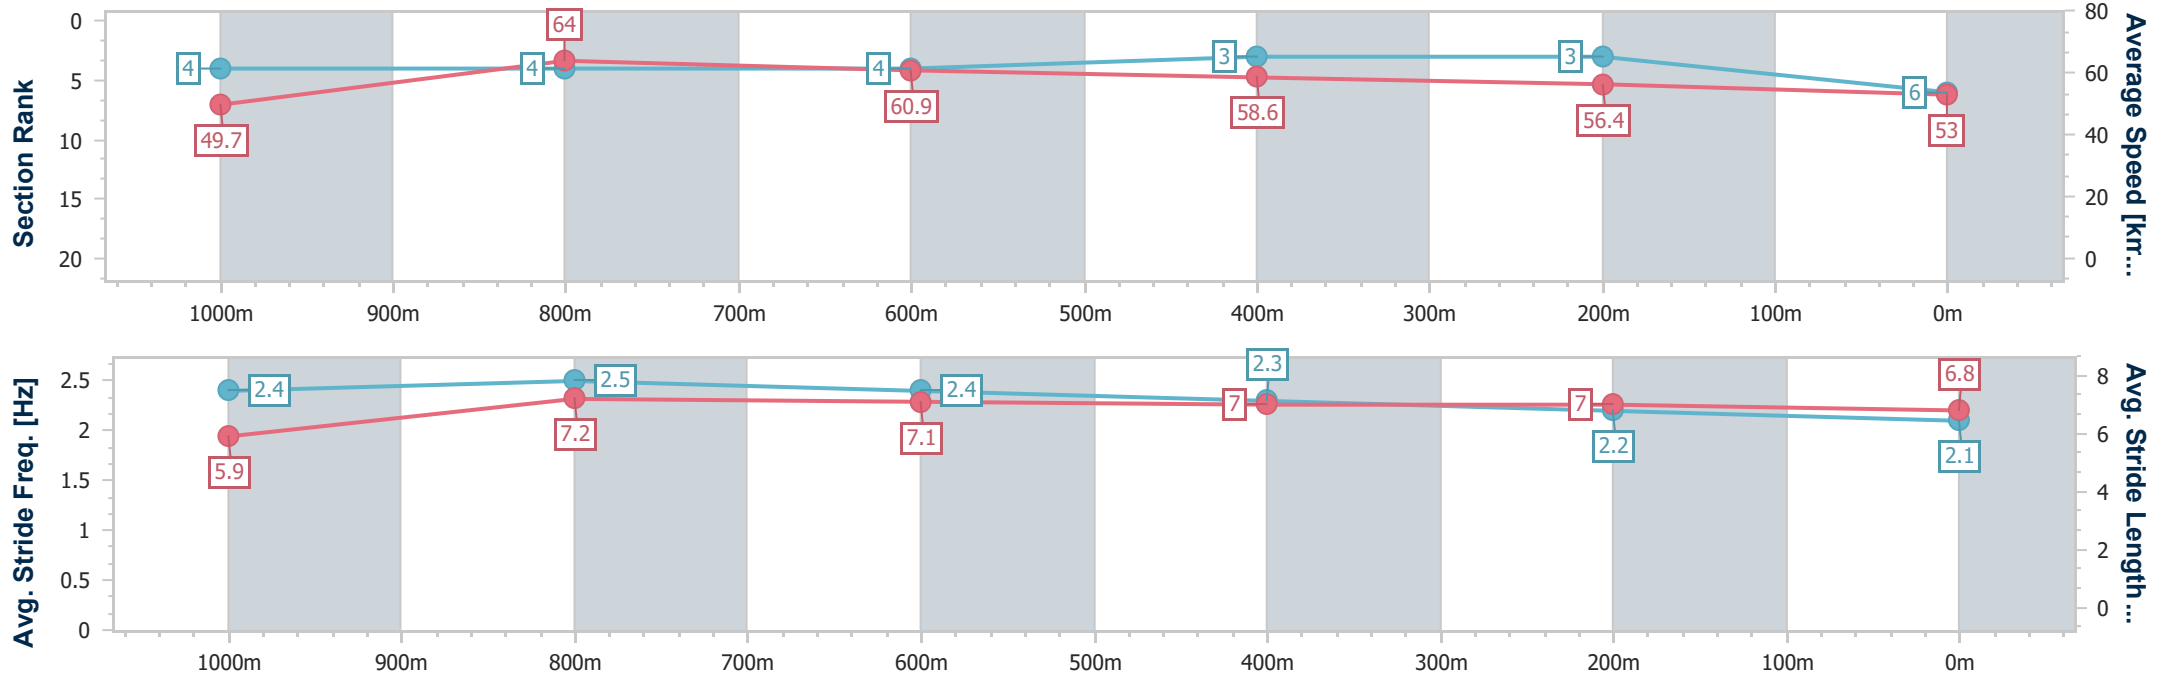 Section Rank
0
5
10
15
20
80
60
40
20
0
Average Speed [km...
4
4
4
3
3
6
49.7
64
60.9
58.6
56.4
53
1000m
900m
800m
700m
600m
500m
400m
300m
200m
100m
0m
Avg. Stride Freq. [Hz]
2.5
2
1.5
1
0.5
0
8
6
4
2
0
Avg. Stride Length...
2.4
2.5
2.4
2.3
2.2
2.1
5.9
7.2
7.1
7
7
6.8
1000m
900m
800m
700m
600m
500m
400m
300m
200m
100m
0m